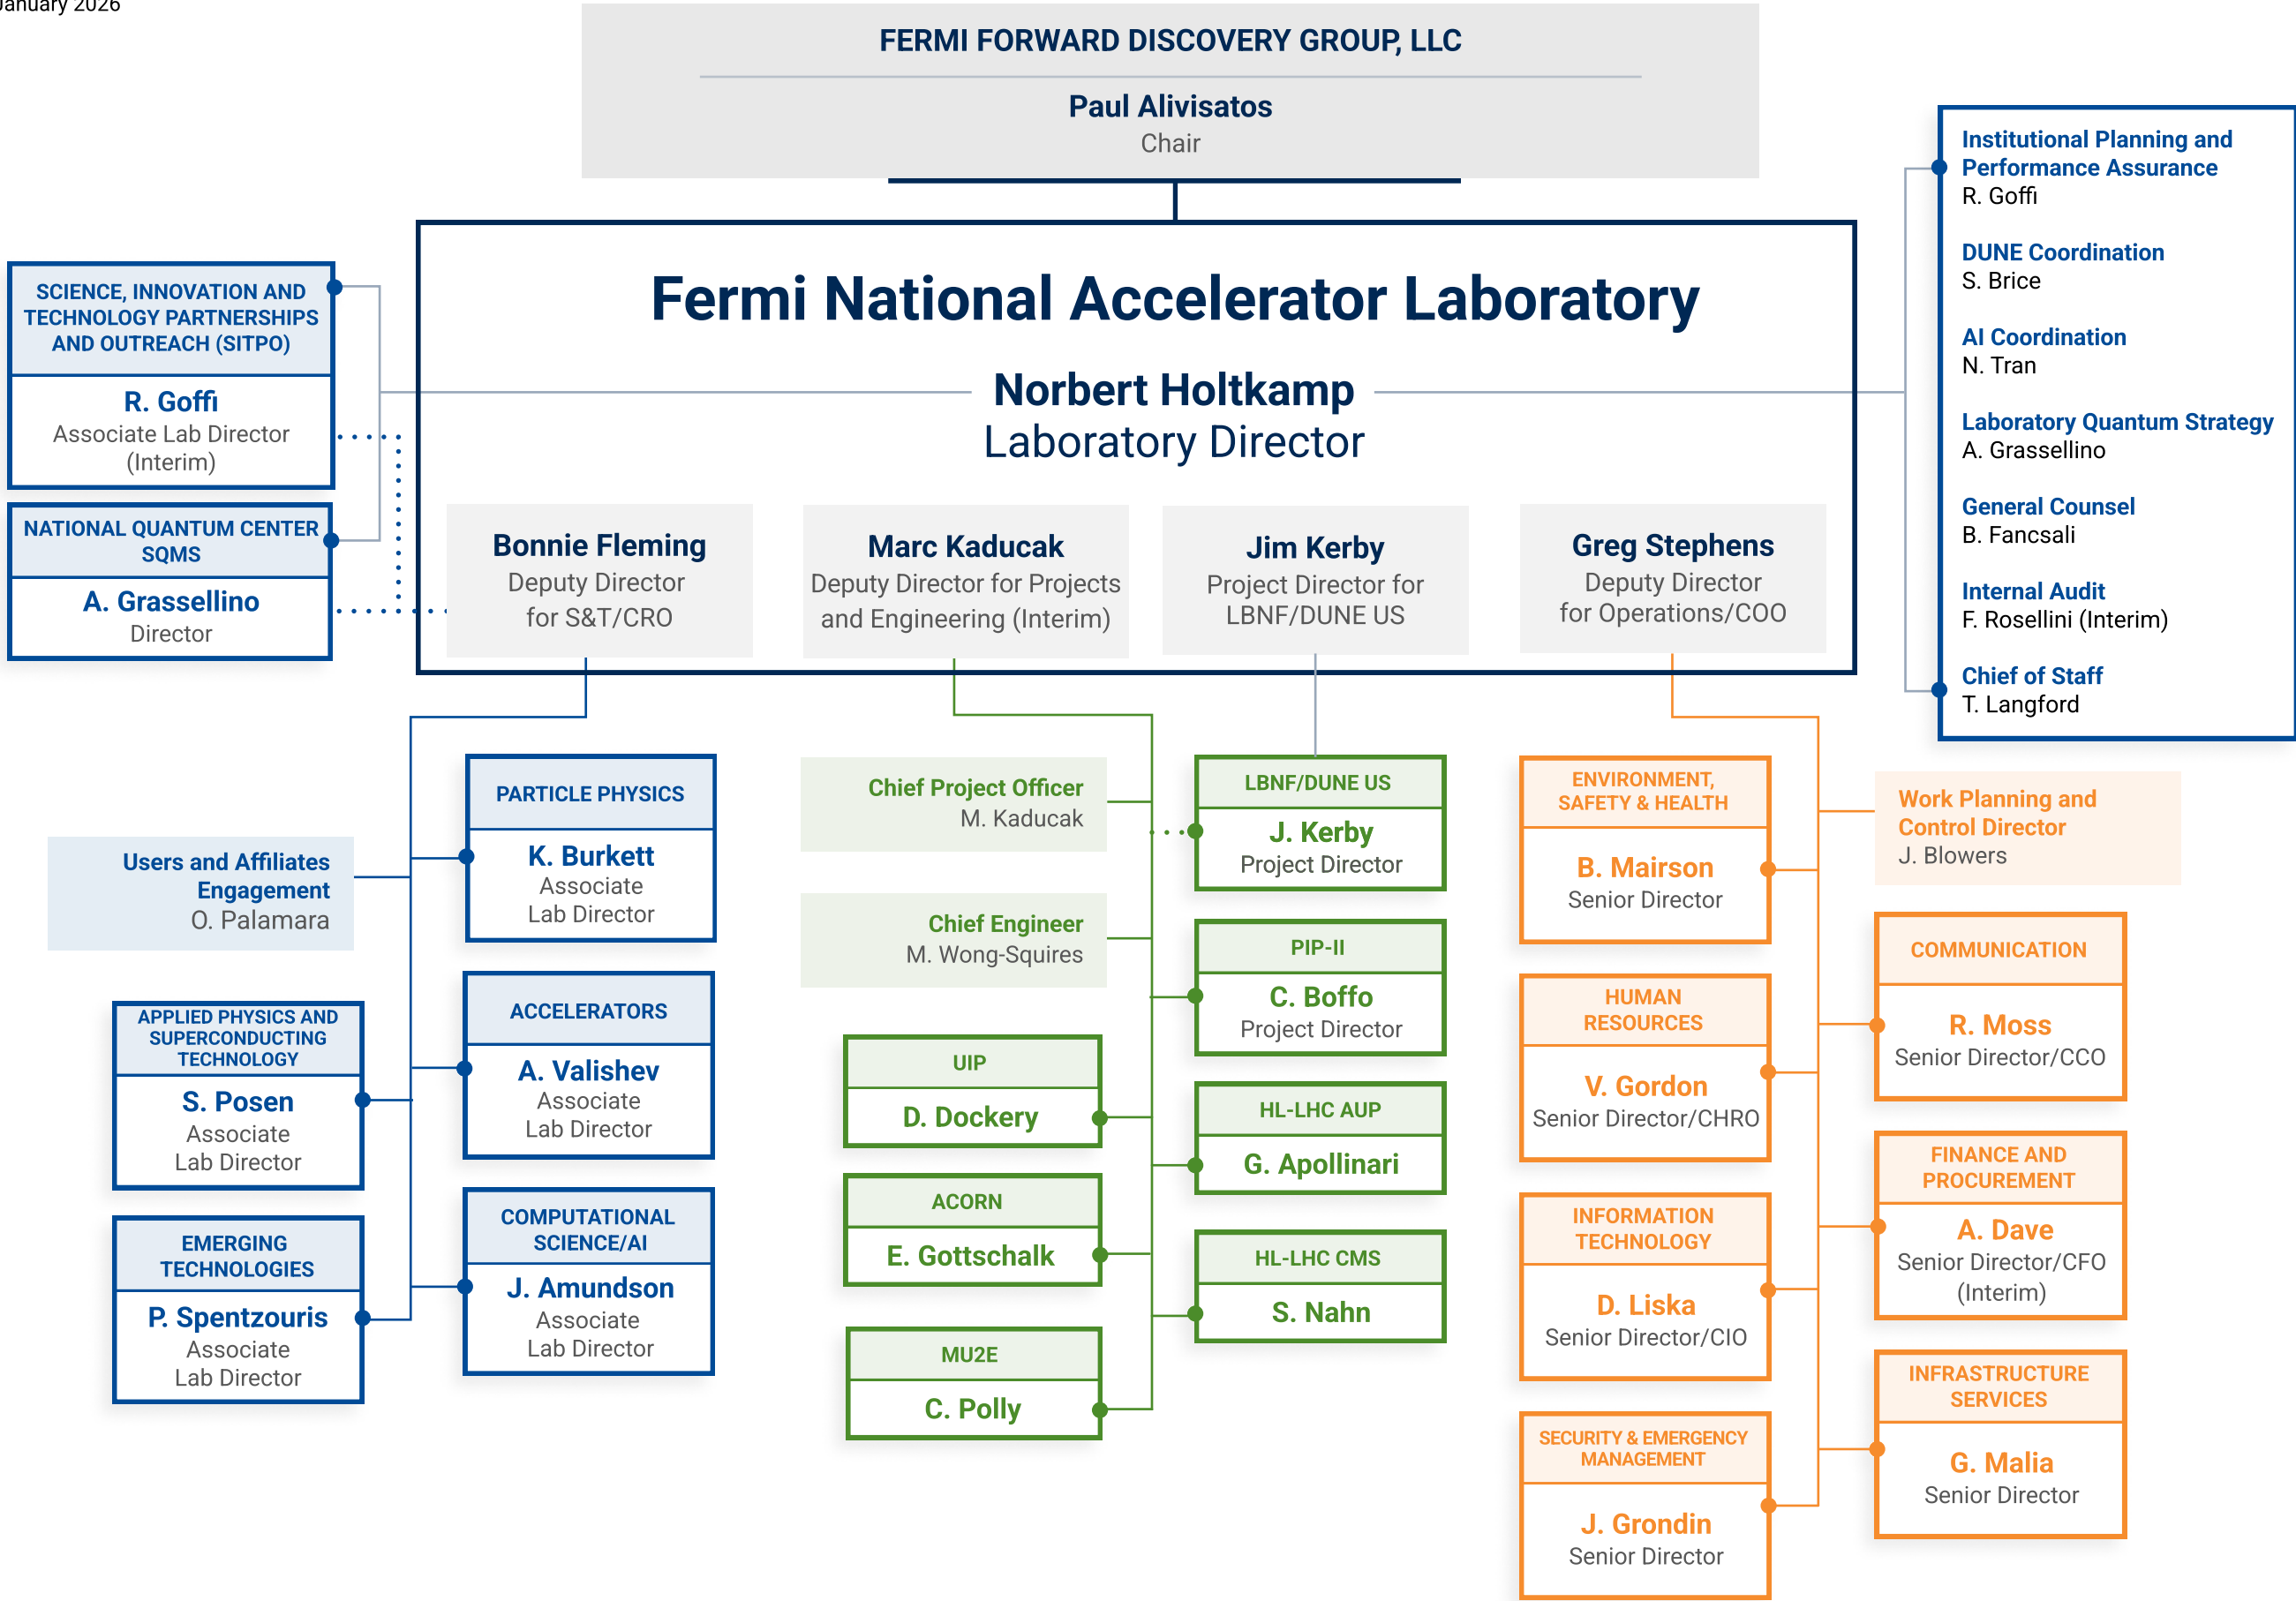 January 2026
FERMI FORWARD DISCOVERY GROUP, LLC
Paul Alivisatos
Chair
Institutional Planning and
Performance Assurance
R. Goffi
DUNE Coordination
S. Brice
AI Coordination
N. Tran
Laboratory Quantum Strategy
A. Grassellino
General Counsel
B. Fancsali
Internal Audit
F. Rosellini (Interim)
Chief of Staff
T. Langford
SCIENCE, INNOVATION AND
TECHNOLOGY PARTNERSHIPS
AND OUTREACH (SITPO)
R. Goffi
Associate Lab Director
(Interim)
NATIONAL QUANTUM CENTER
SQMS
A. Grassellino
Director
Fermi National Accelerator Laboratory
Norbert Holtkamp
Laboratory Director
Bonnie Fleming
Deputy Director
for S&T/CRO
Marc Kaducak
Deputy Director for Projects
and Engineering (Interim)
Jim Kerby
Project Director for
LBNF/DUNE US
Greg Stephens
Deputy Director
for Operations/COO
Users and Affiliates
Engagement
O. Palamara
PARTICLE PHYSICS
K. Burkett
Associate
Lab Director
APPLIED PHYSICS AND
SUPERCONDUCTING
TECHNOLOGY
S. Posen
Associate
Lab Director
ACCELERATORS
A. Valishev
Associate
Lab Director
EMERGING
TECHNOLOGIES
P. Spentzouris
Associate
Lab Director
COMPUTATIONAL
SCIENCE/AI
J. Amundson
Associate
Lab Director
Chief Project Officer
M. Kaducak
Chief Engineer
M. Wong-Squires
UIP
D. Dockery
ACORN
E. Gottschalk
MU2E
C. Polly
LBNF/DUNE US
J. Kerby
Project Director
PIP-II
C. Boffo
Project Director
HL-LHC AUP
G. Apollinari
HL-LHC CMS
S. Nahn
ENVIRONMENT,
SAFETY & HEALTH
B. Mairson
Senior Director
HUMAN
RESOURCES
V. Gordon
Senior Director/CHRO
INFORMATION
TECHNOLOGY
D. Liska
Senior Director/CIO
SECURITY & EMERGENCY
MANAGEMENT
J. Grondin
Senior Director
Work Planning and
Control Director
J. Blowers
COMMUNICATION
R. Moss
Senior Director/CCO
FINANCE AND
PROCUREMENT
A. Dave
Senior Director/CFO
(Interim)
INFRASTRUCTURE
SERVICES
G. Malia
Senior Director